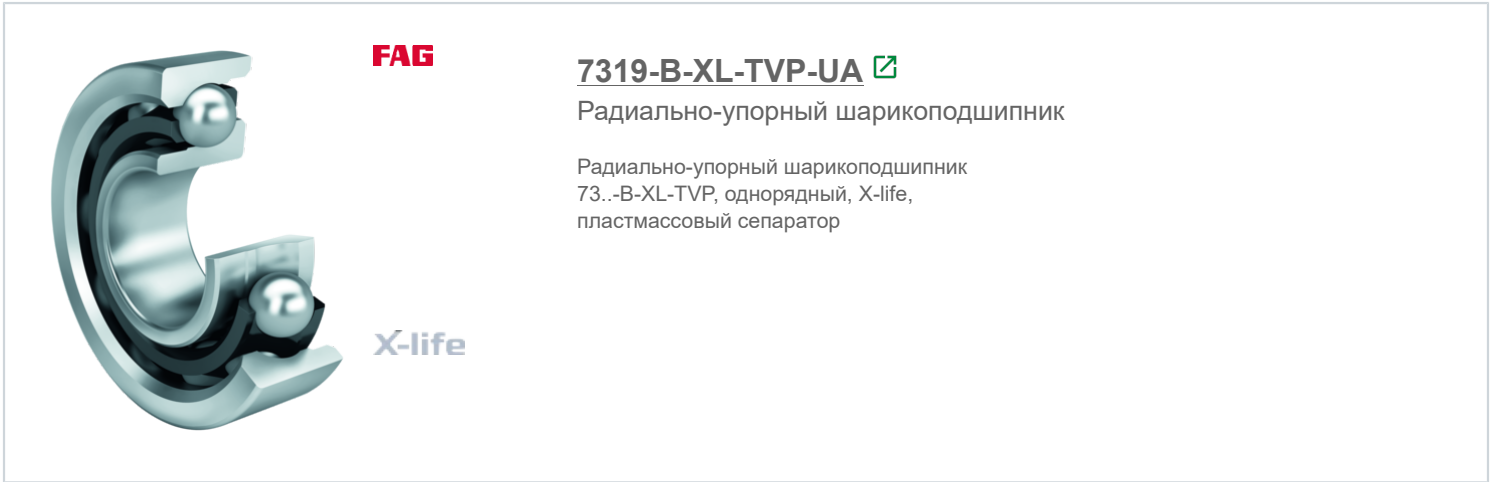 FAG
7319-B-XL-TVP-UA
Радиально-упорный шарикоподшипник
Радиально-упорный шарикоподшипник
73..-B-XL-TVP, однорядный, X-life,
пластмассовый сепаратор
X-life